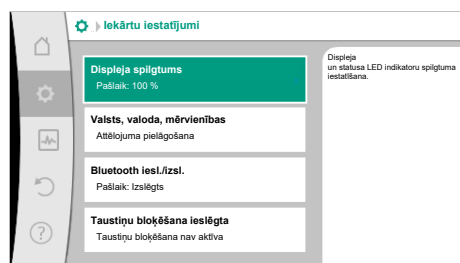 Iekārtu iestatījumi
Displeja spilgtums
Pašlaik: 100 %
Valsts, valoda, mērvienības
Attēlojuma pielāgošana
Bluetooth iesl./izsl.
Pašlaik: Izslēgts
Taustiņu bloķēšana ieslēgta
Taustiņu bloķēšana nav aktīva
Displeja
un statusa LED indikatoru spilgtuma
iestatīšana.